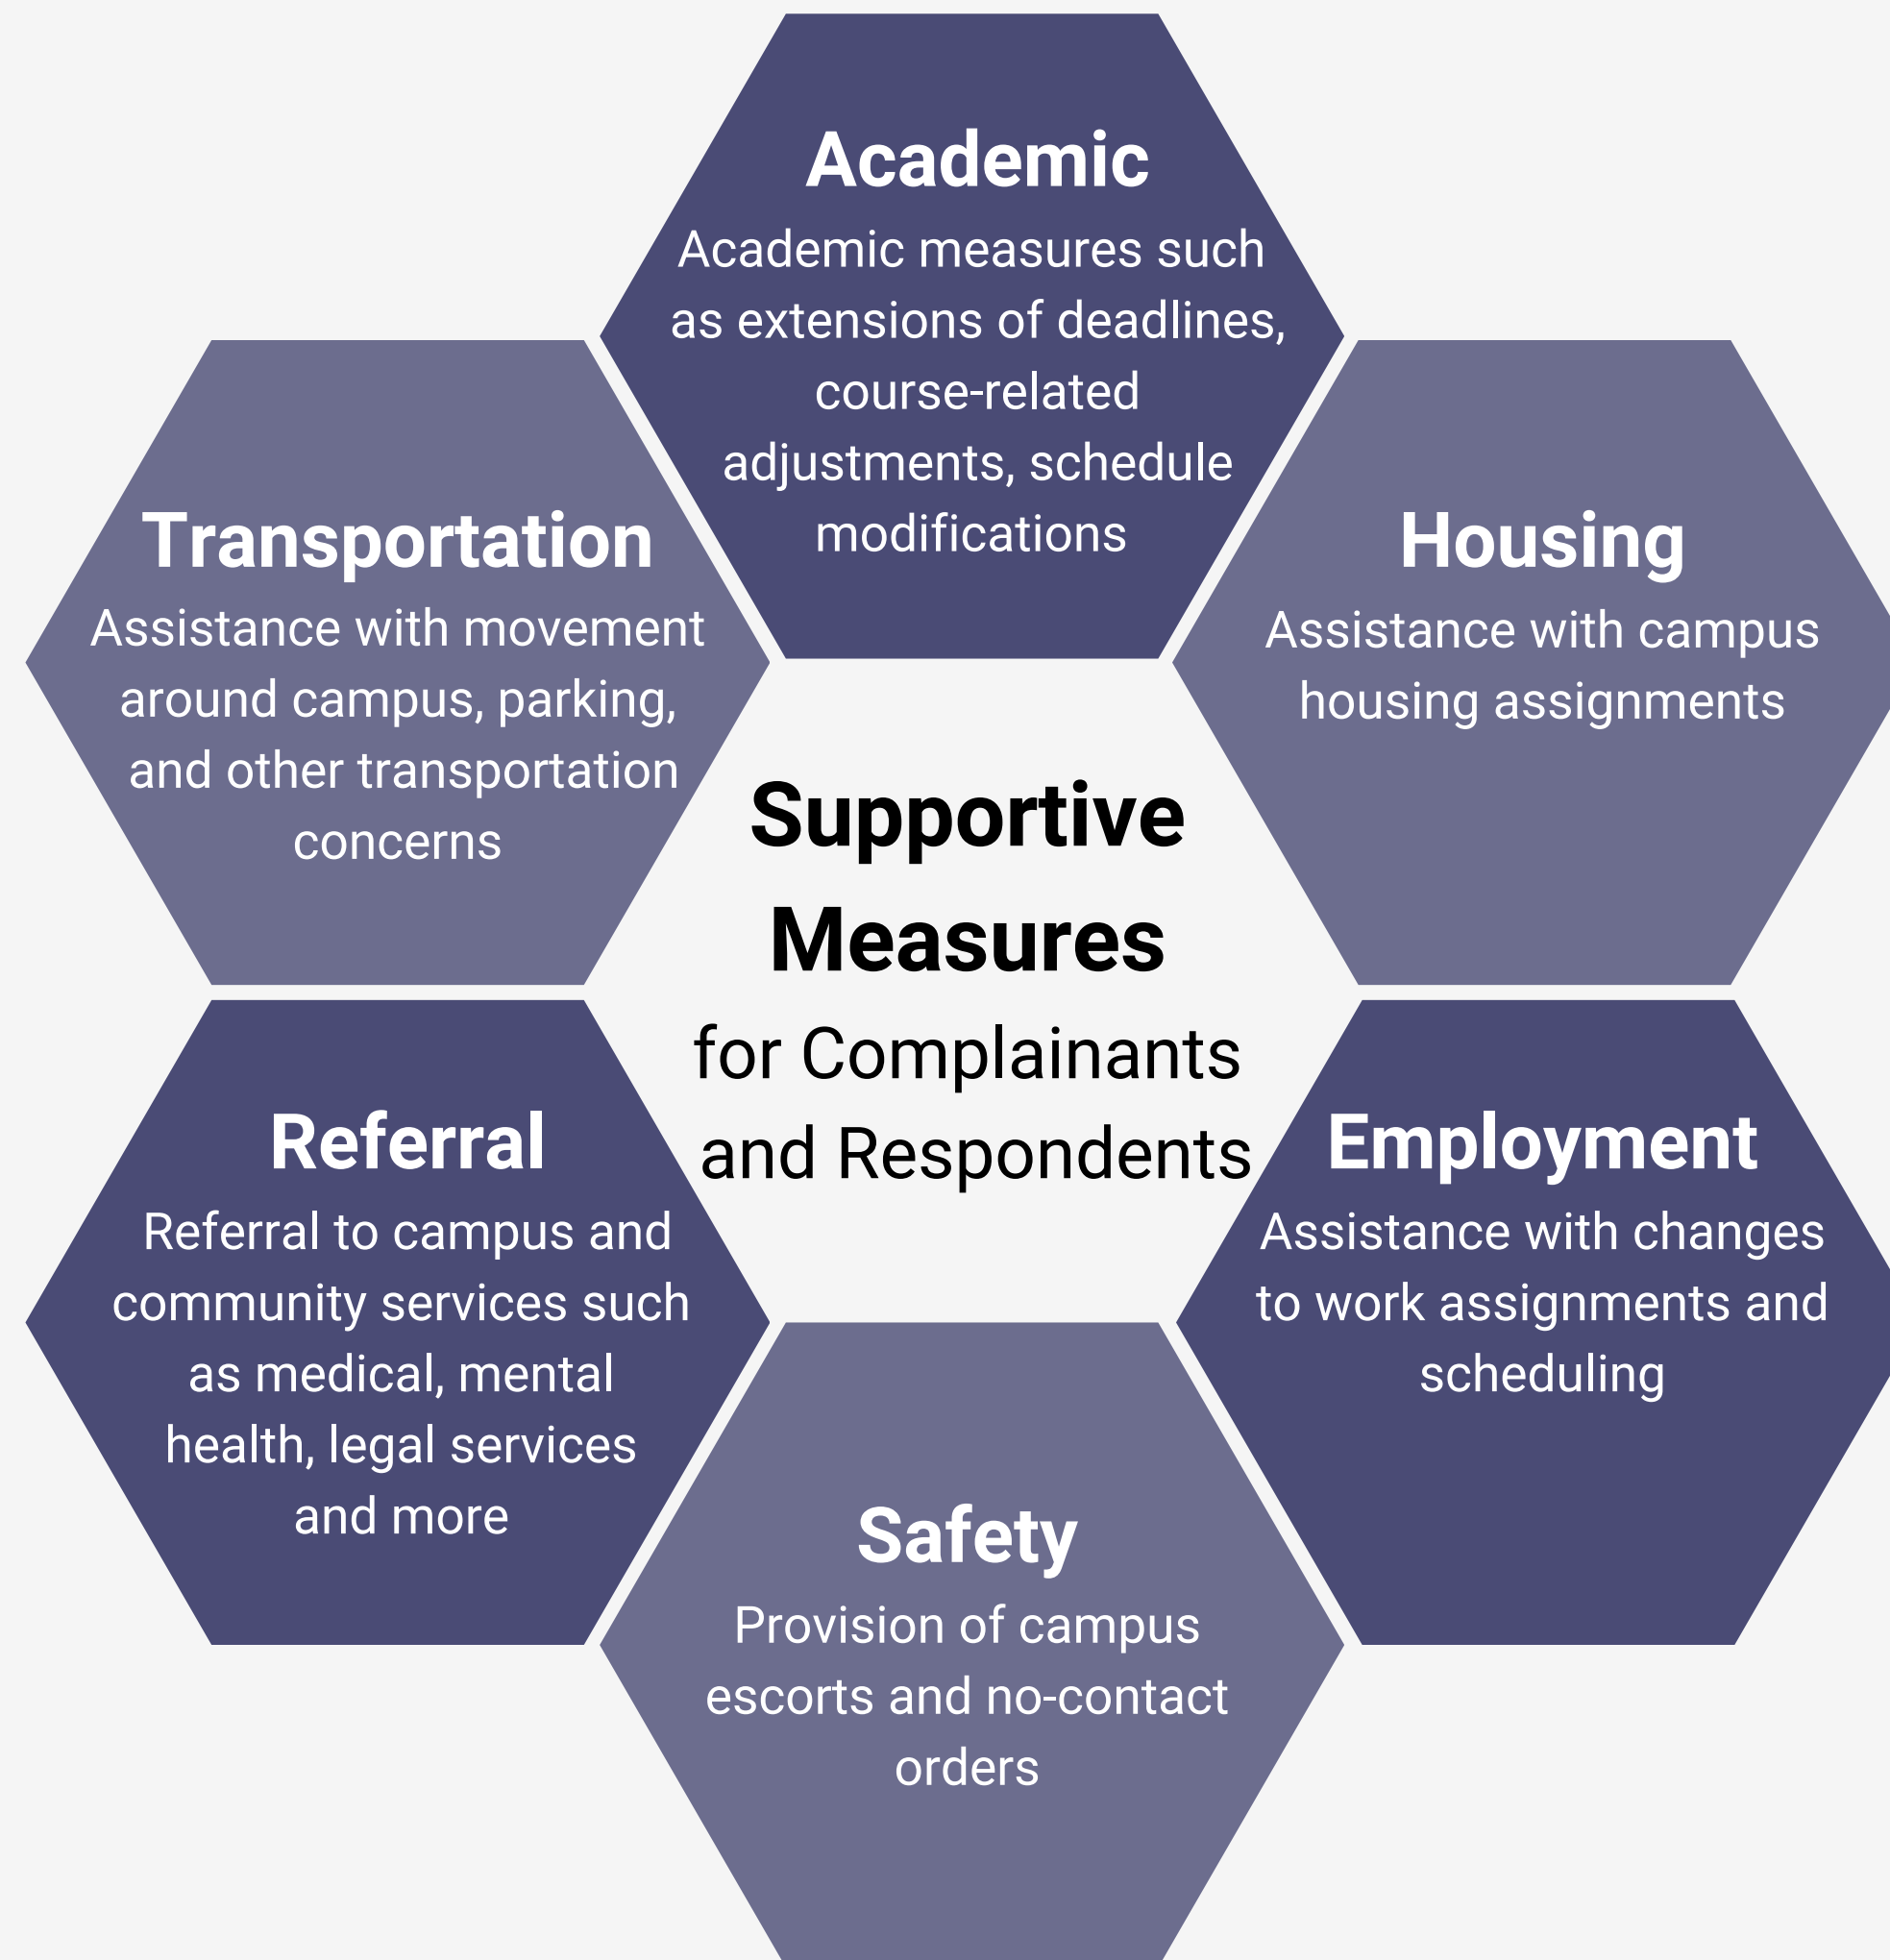 Academic
Academic measures such
as extensions of deadlines,
course-related
adjustments, schedule
modifications
Transportation
Assistance with movement
around campus, parking,
and other transportation
concerns
Housing
Assistance with campus
housing assignments
Supportive
Measures
for Complainants
and Respondents
Referral
Referral to campus and
community services such
as medical, mental
health, legal services
and more
Employment
Assistance with changes
to work assignments and
scheduling
Safety
Provision of campus
escorts and no-contact
orders